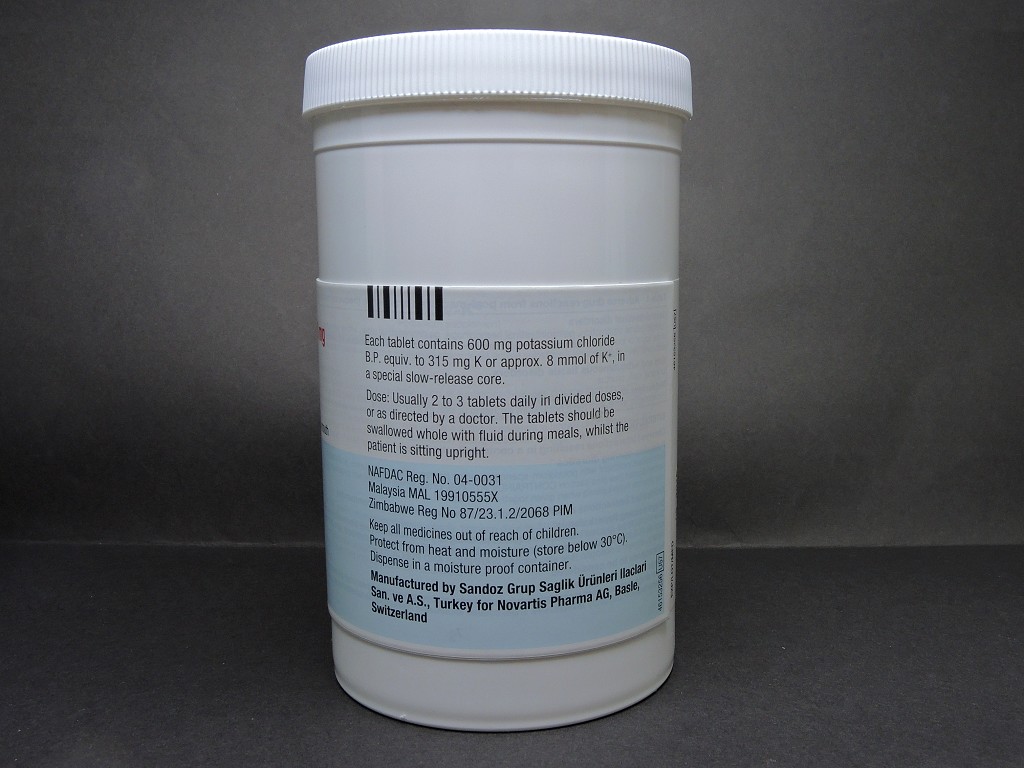 mg
Each tablet contains 600 mg potassium chloride
B.P. equiv. to 315 mg K or approx. 8 mmol of K⁺, in
a special slow-release core.
Dose: Usually 2 to 3 tablets daily in divided doses,
or as directed by a doctor. The tablets should be
swallowed whole with fluid during meals, whilst the
patient is sitting upright.
NAFDAC Reg. No. 04-0031
Malaysia MAL 19910555X
Zimbabwe Reg No 87/23.1.2/2068 PIM
Keep all medicines out of reach of children.
Protect from heat and moisture (store below 30°C).
Dispense in a moisture proof container.
Manufactured by Sandoz Grup Saglik Ürünleri Ilaclari
San. ve A.S., Turkey for Novartis Pharma AG, Basle,
Switzerland